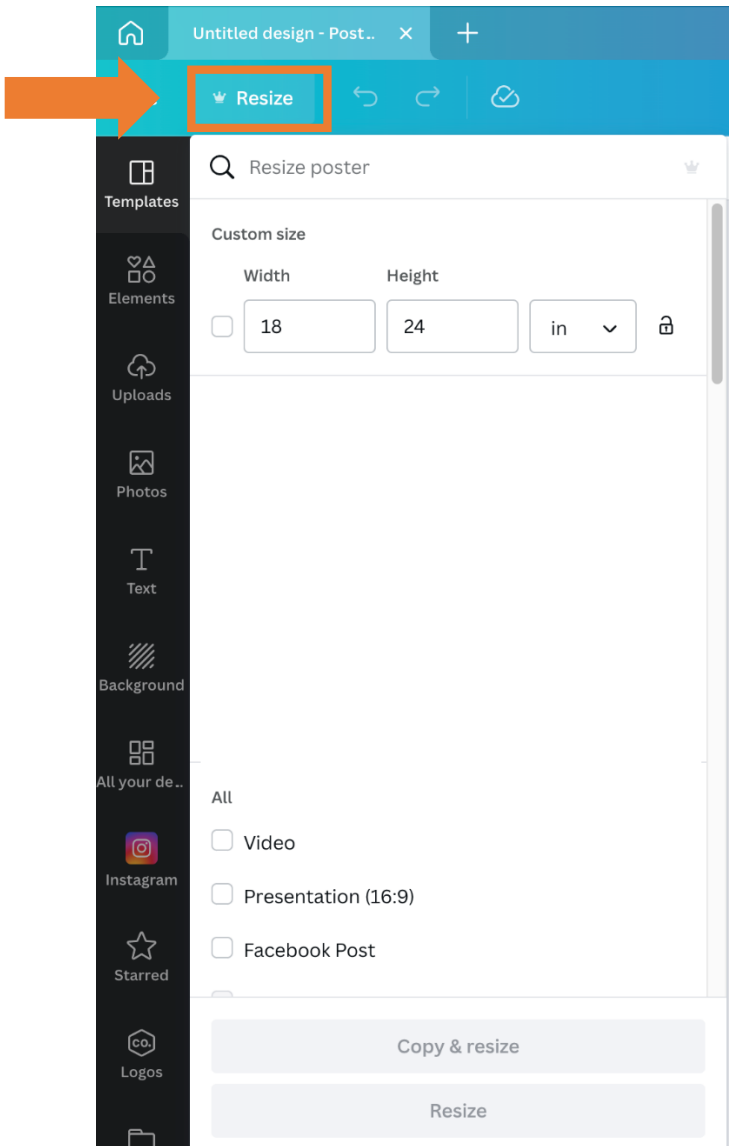 Untitled design - Post..
Resize
Resize poster
Templates
Custom size
Width Height
Elements
18 24 in
Uploads
Photos
Text
Background
All your de..
All
Video
Instagram
Presentation (16:9)
Facebook Post
Starred
CO.
Copy & resize
Logos
Resize